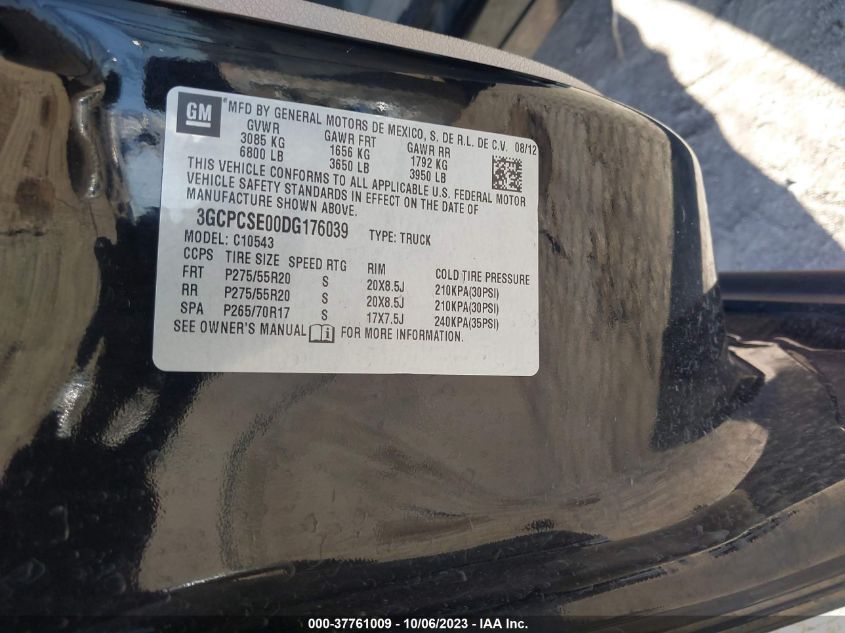 GM
®MFD BY GENERAL MOTORS DE MEXICO, S. DE R.L. DE C.V. 08/12
GVWR GAWR FRT GAWR RR
3085 KG 1656 KG 1792 KG
6800 LB 3650 LB 3950 LB
THIS VEHICLE CONFORMS TO ALL APPLICABLE U.S. FEDERAL MOTOR
VEHICLE SAFETY STANDARDS IN EFFECT ON THE DATE OF
MANUFACTURE SHOWN ABOVE.
3GCPCSE00DG176039 TYPE: TRUCK
MODEL: C10543
CCPS TIRE SIZE SPEED RTG RIM COLD TIRE PRESSURE
FRT P275/55R20 S 20X8.5J 210KPA(30PSI)
RR P275/55R20 S 20X8.5J 210KPA(30PSI)
SPA P265/70R17 S 17X7.5J 240KPA(35PSI)
SEE OWNER'S MANUAL FOR MORE INFORMATION.
000-37761009 - 10/06/2023 - IAA Inc.